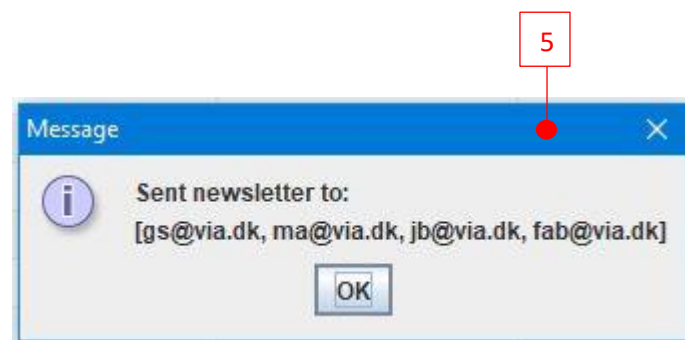 5
Message
i
Sent newsletter to:
[gs@via.dk, ma@via.dk, jb@via.dk, fab@via.dk]
OK